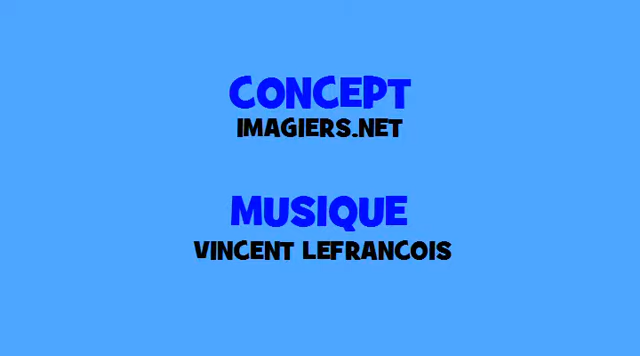 CONCEPT
IMAGIERS.NET
MUSIQUE
VINCENT LEFRANCOIS